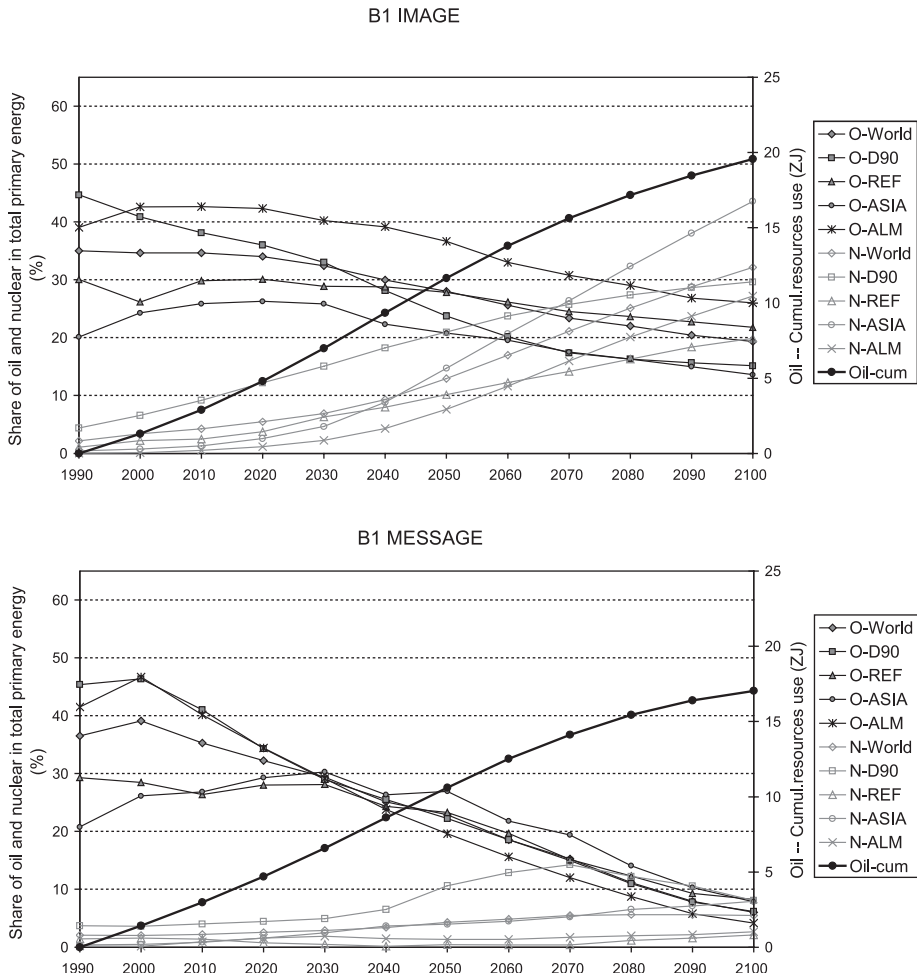 B1 IMAGE
Share of oil and nuclear in total primary energy
(%)
60
50
40
30
20
10
0
25
20
15
10
5
0
Oil -- Cumul.resources use (ZJ)
1990 2000 2010 2020 2030 2040 2050 2060 2070 2080 2090 2100
O-World
O-D90
O-REF
O-ASIA
O-ALM
N-World
N-D90
N-REF
N-ASIA
N-ALM
Oil-cum
B1 MESSAGE
Share of oil and nuclear in total primary energy
(%)
60
50
40
30
20
10
0
25
20
15
10
5
0
Oil -- Cumul.resources use (ZJ)
1990 2000 2010 2020 2030 2040 2050 2060 2070 2080 2090 2100
O-World
O-D90
O-REF
O-ASIA
O-ALM
N-World
N-D90
N-REF
N-ASIA
N-ALM
Oil-cum